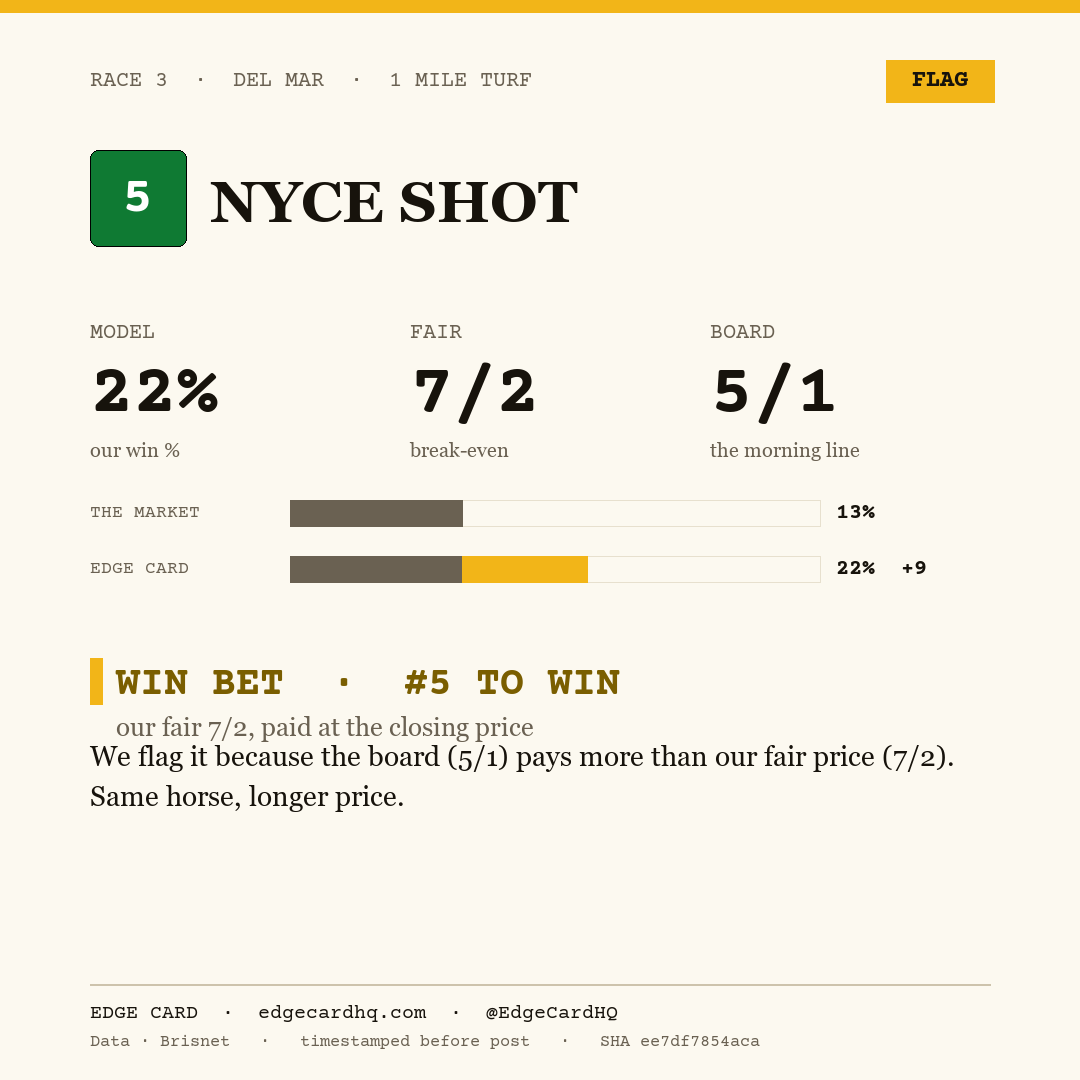 RACE 3 · DEL MAR · 1 MILE TURF
FLAG
5 NYCE SHOT
MODEL FAIR BOARD
22% 7/2 5/1
our win % break-even the morning line
THE MARKET 13%
EDGE CARD 22% +9
WIN BET · #5 TO WIN
our fair 7/2, paid at the closing price
We flag it because the board (5/1) pays more than our fair price (7/2).
Same horse, longer price.
EDGE CARD · edgecardhq.com · @EdgeCardHQ
Data · Brisnet · timestamped before post · SHA ee7df7854aca